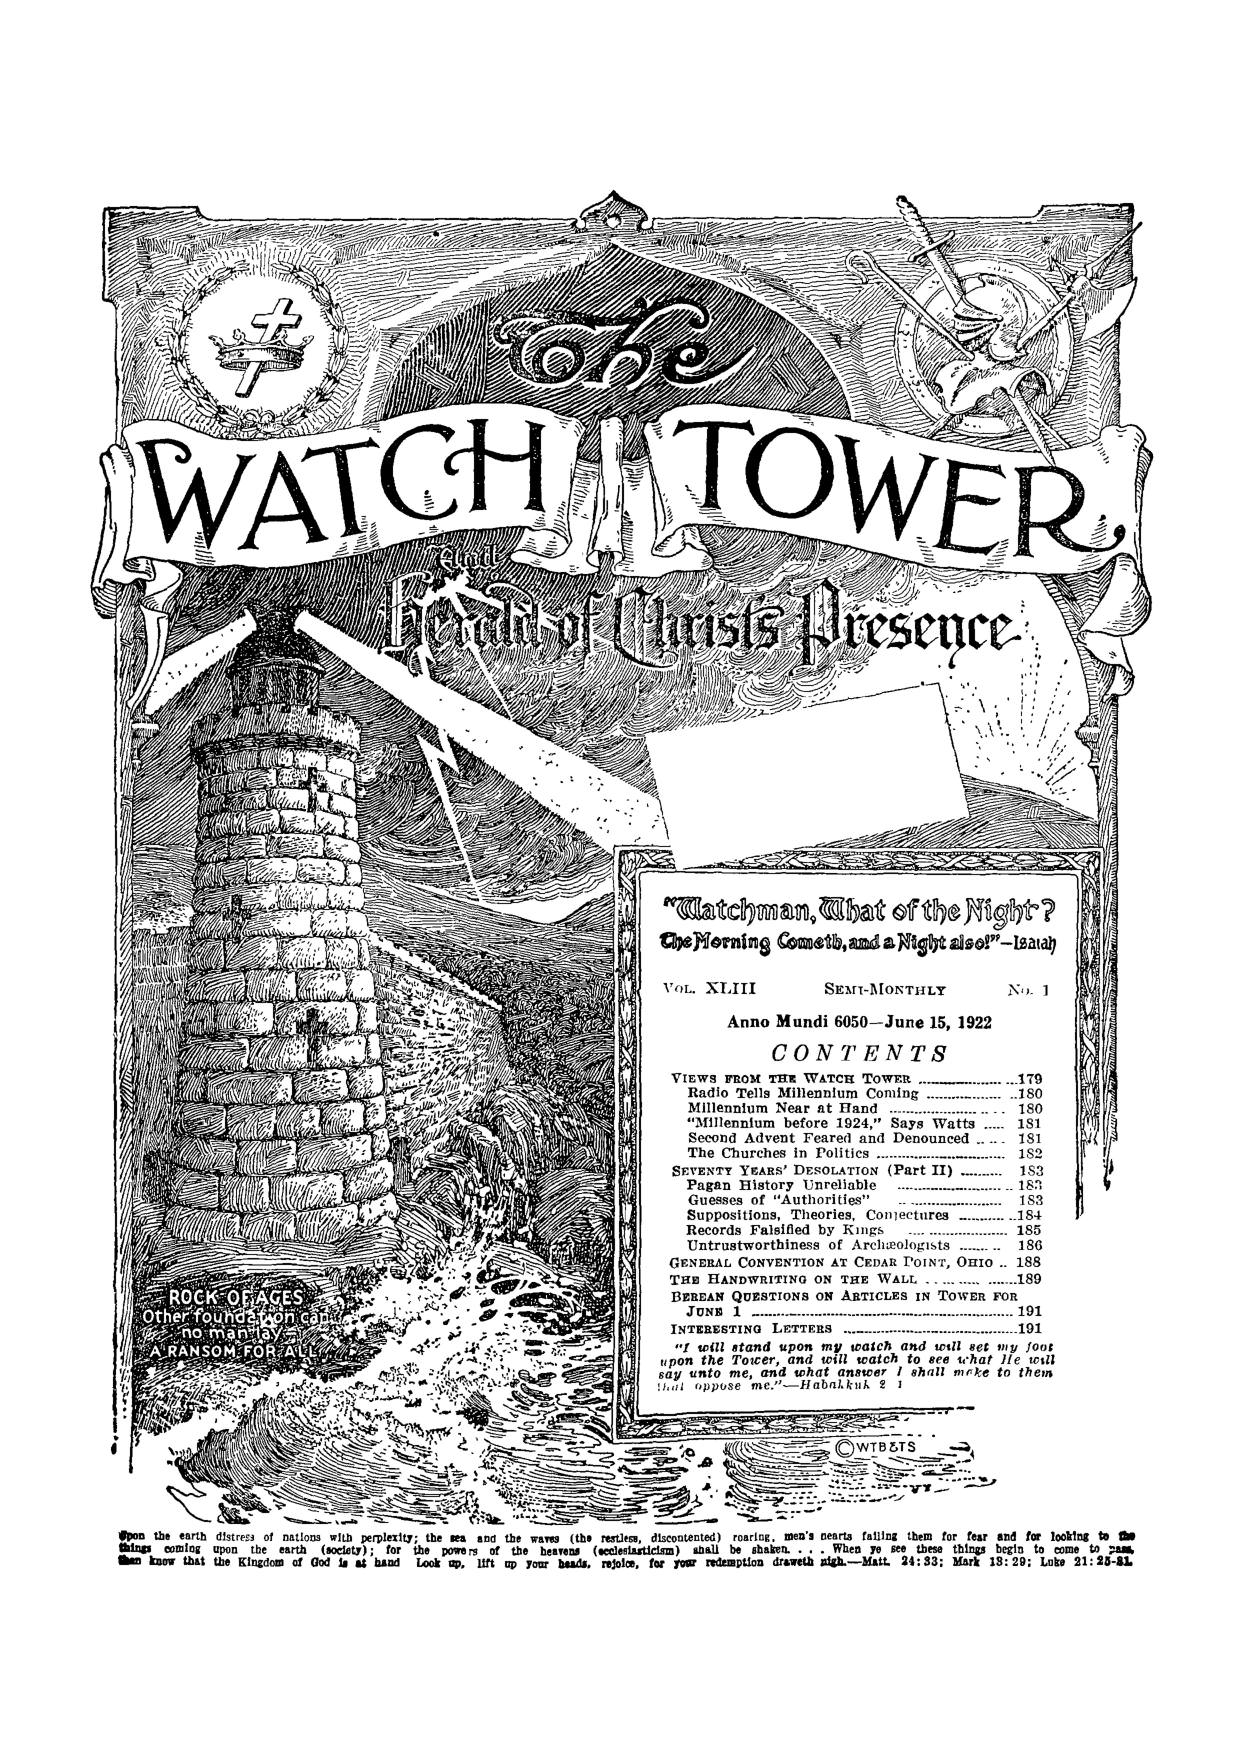 The
WATCH TOWER
And
Herald of Christ's Presence
"Watchman, What of the Night?
The Morning Cometh, and a Night also!"—Isaiah
VOL. XLIII SEMI-MONTHLY No. 1
Anno Mundi 6050—June 15, 1922
CONTENTS
VIEWS FROM THE WATCH TOWER 179
Radio Tells Millennium Coming 180
Millennium Near at Hand 180
"Millennium before 1924," Says Watts 181
Second Advent Feared and Denounced 181
The Churches in Politics 182
SEVENTY YEARS' DESOLATION (Part II) 183
Pagan History Unreliable 183
Guesses of "Authorities" 183
Suppositions, Theories, Conjectures 184
Records Falsified by Kings 185
Untrustworthiness of Archæologists 186
GENERAL CONVENTION AT CEDAR POINT, OHIO 188
THE HANDWRITING ON THE WALL 189
BEREAN QUESTIONS ON ARTICLES IN TOWER FOR
JUNE 1 191
INTERESTING LETTERS 191
"I will stand upon my watch and will set my foot
upon the Tower, and will watch to see what He will
say unto me, and what answer I shall make to them
that oppose me."—Habakkuk 2 1
ROCK OF AGES
Other foundation can
no man lay—
A RANSOM FOR ALL
©WTB&TS
Upon the earth distress of nations with perplexity; the sea and the waves (the restless, discontented) roaring, men's hearts failing them for fear and for looking to the
things coming upon the earth (society); for the powers of the heavens (ecclesiasticism) shall be shaken. . . . When ye see these things begin to come to pass,
then know that the Kingdom of God is at hand Look up, lift up your heads, rejoice, for your redemption draweth nigh.—Matt. 24:33; Mark 13:29; Luke 21:25-31.